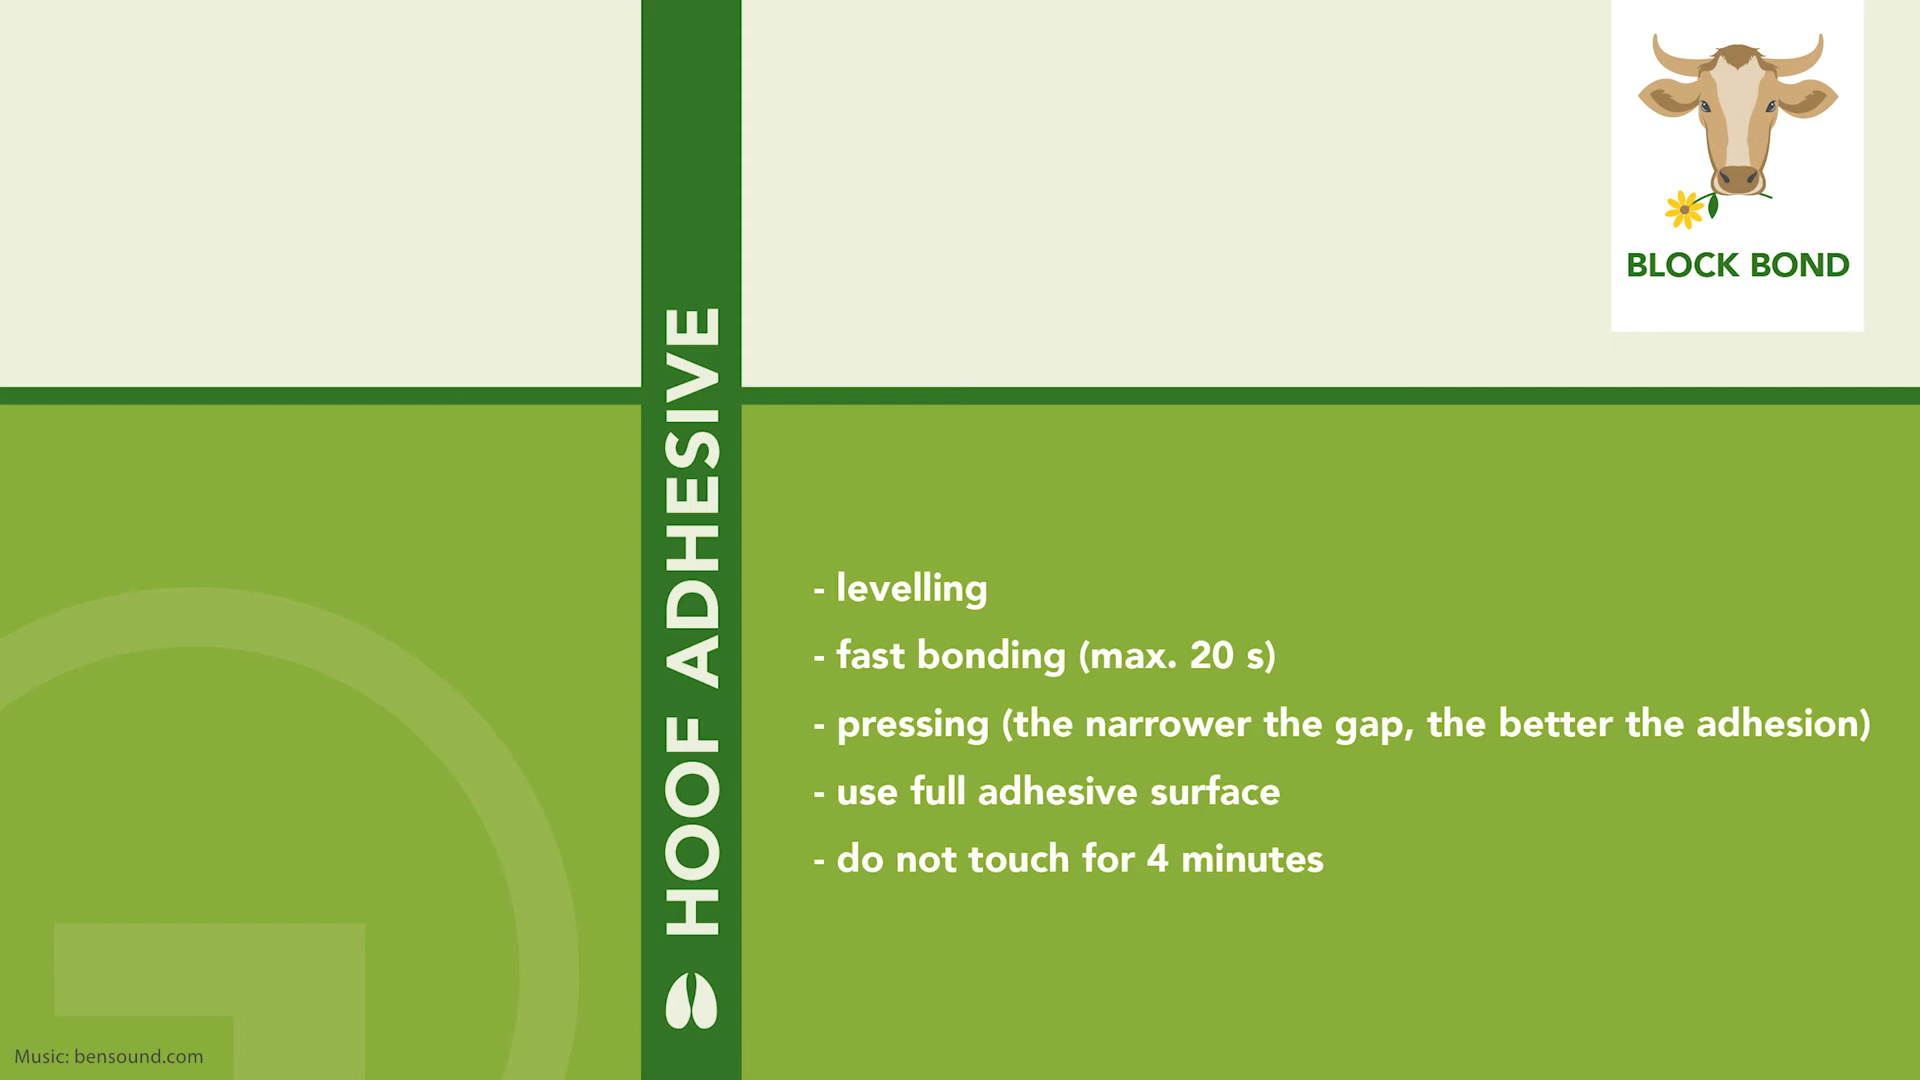 BLOCK BOND
HOOF ADHESIVE
- levelling
- fast bonding (max. 20 s)
- pressing (the narrower the gap, the better the adhesion)
- use full adhesive surface
- do not touch for 4 minutes
Music: bensound.com